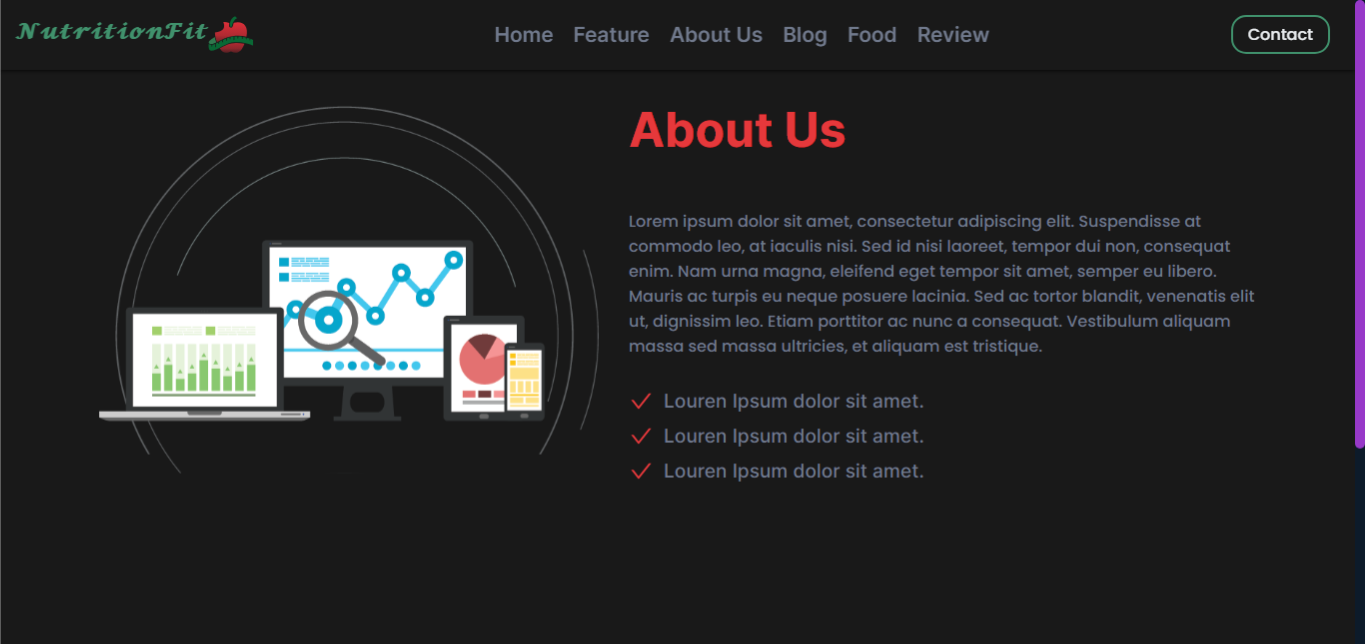 NutritionFit
Home Feature About Us Blog Food Review
Contact
About Us
Lorem ipsum dolor sit amet, consectetur adipiscing elit. Suspendisse at
commodo leo, at iaculis nisi. Sed id nisi laoreet, tempor dui non, consequat
enim. Nam urna magna, eleifend eget tempor sit amet, semper eu libero.
Mauris ac turpis eu neque posuere lacinia. Sed ac tortor blandit, venenatis elit
ut, dignissim leo. Etiam porttitor ac nunc a consequat. Vestibulum aliquam
massa sed massa ultricies, et aliquam est tristique.
Louren Ipsum dolor sit amet.
Louren Ipsum dolor sit amet.
Louren Ipsum dolor sit amet.